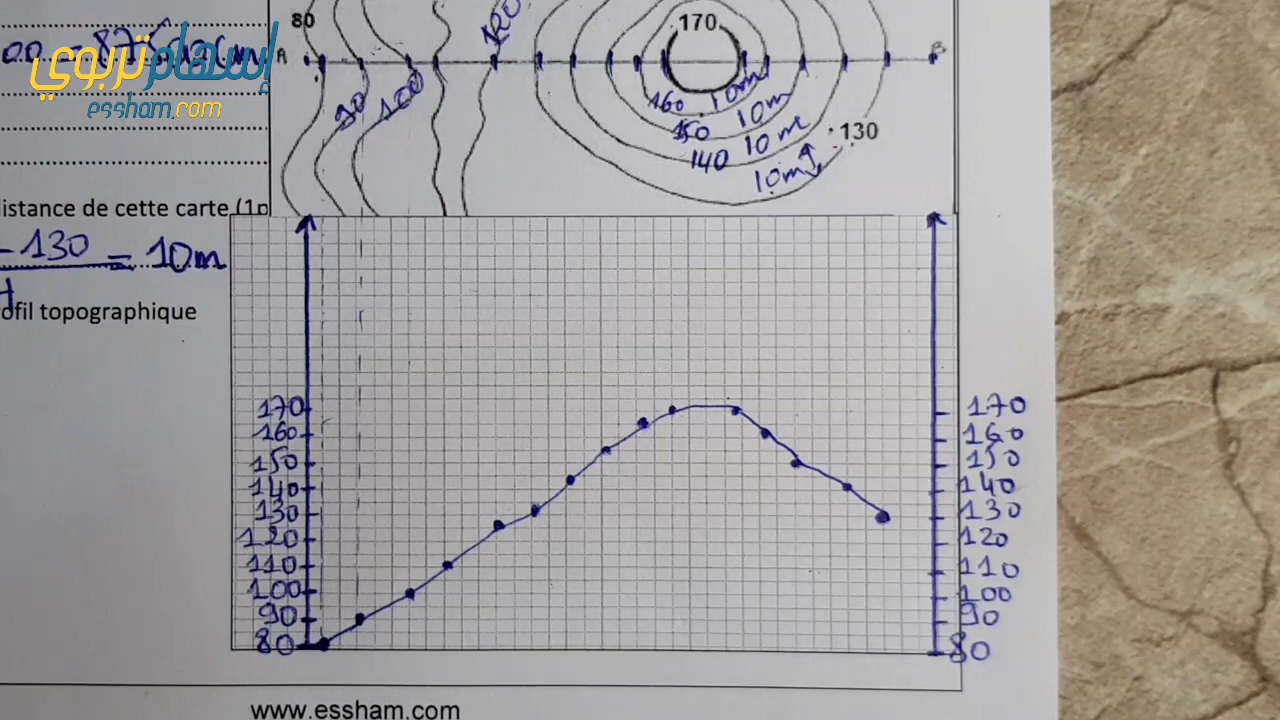 إسهام تربوي
essham.com
80
170
A
B
120
90
100
160 10m
150 10m
140 10m
10m
130
distance de cette carte (1p
-130 = 10m
ofil topographique
170
160
150
140
130
120
110
100
90
80
170
160
150
140
130
120
110
100
90
80
www.essham.com